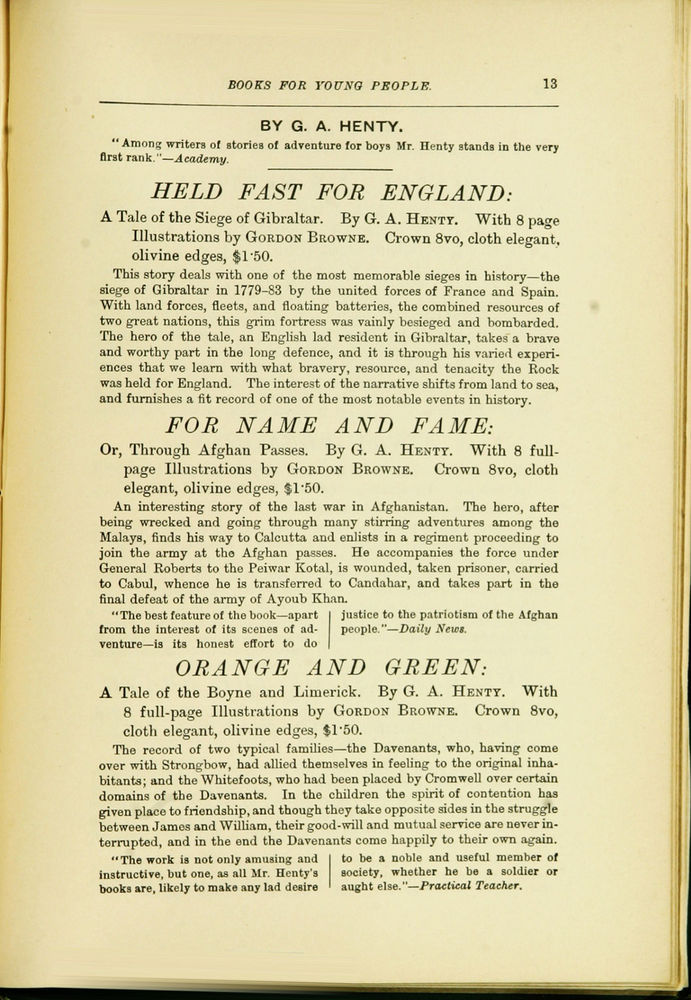 BOOKS FOR YOUNG PEOPLE. 13
BY G. A. HENTY.
"Among writers of stories of adventure for boys Mr. Henty stands in the very
first rank."—Academy.
HELD FAST FOR ENGLAND:
A Tale of the Siege of Gibraltar. By G. A. HENTY. With 8 page
Illustrations by GORDON BROWNE. Crown 8vo, cloth elegant,
olivine edges, $1·50.
This story deals with one of the most memorable sieges in history—the
siege of Gibraltar in 1779-83 by the united forces of France and Spain.
With land forces, fleets, and floating batteries, the combined resources of
two great nations, this grim fortress was vainly besieged and bombarded.
The hero of the tale, an English lad resident in Gibraltar, takes a brave
and worthy part in the long defence, and it is through his varied experi-
ences that we learn with what bravery, resource, and tenacity the Rock
was held for England. The interest of the narrative shifts from land to sea,
and furnishes a fit record of one of the most notable events in history.
FOR NAME AND FAME:
Or, Through Afghan Passes. By G. A. HENTY. With 8 full-
page Illustrations by GORDON BROWNE. Crown 8vo, cloth
elegant, olivine edges, $1·50.
An interesting story of the last war in Afghanistan. The hero, after
being wrecked and going through many stirring adventures among the
Malays, finds his way to Calcutta and enlists in a regiment proceeding to
join the army at the Afghan passes. He accompanies the force under
General Roberts to the Peiwar Kotal, is wounded, taken prisoner, carried
to Cabul, whence he is transferred to Candahar, and takes part in the
final defeat of the army of Ayoub Khan.
"The best feature of the book—apart
from the interest of its scenes of ad-
venture—is its honest effort to do
justice to the patriotism of the Afghan
people."—Daily News.
ORANGE AND GREEN:
A Tale of the Boyne and Limerick. By G. A. HENTY. With
8 full-page Illustrations by GORDON BROWNE. Crown 8vo,
cloth elegant, olivine edges, $1·50.
The record of two typical families—the Davenants, who, having come
over with Strongbow, had allied themselves in feeling to the original inha-
bitants; and the Whitefoots, who had been placed by Cromwell over certain
domains of the Davenants. In the children the spirit of contention has
given place to friendship, and though they take opposite sides in the struggle
between James and William, their good-will and mutual service are never in-
terrupted, and in the end the Davenants come happily to their own again.
"The work is not only amusing and
instructive, but one, as all Mr. Henty's
books are, likely to make any lad desire
to be a noble and useful member of
society, whether he be a soldier or
aught else."—Practical Teacher.